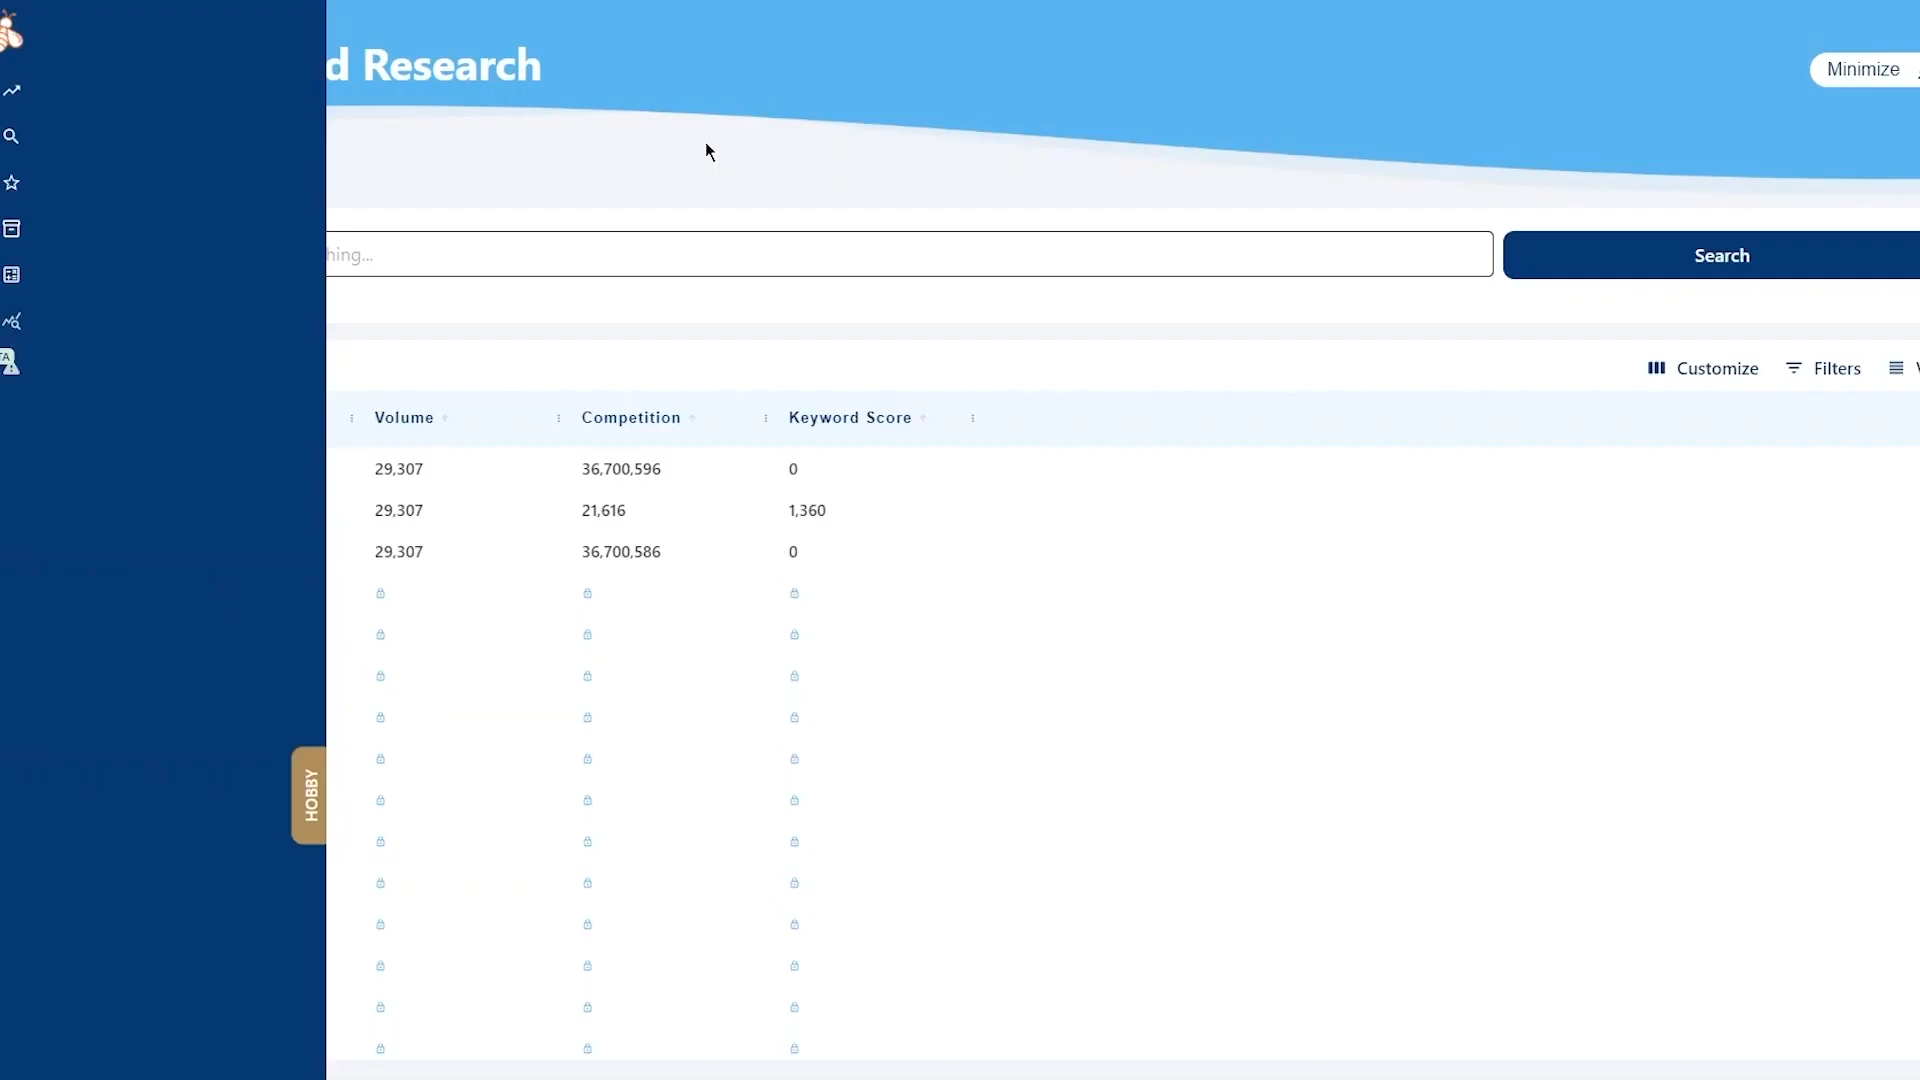 d Research
Minimize
hing...
Search
Customize Filters
Volume Competition Keyword Score
29,307 36,700,596 0
29,307 21,616 1,360
29,307 36,700,586 0
TA
HOBBY